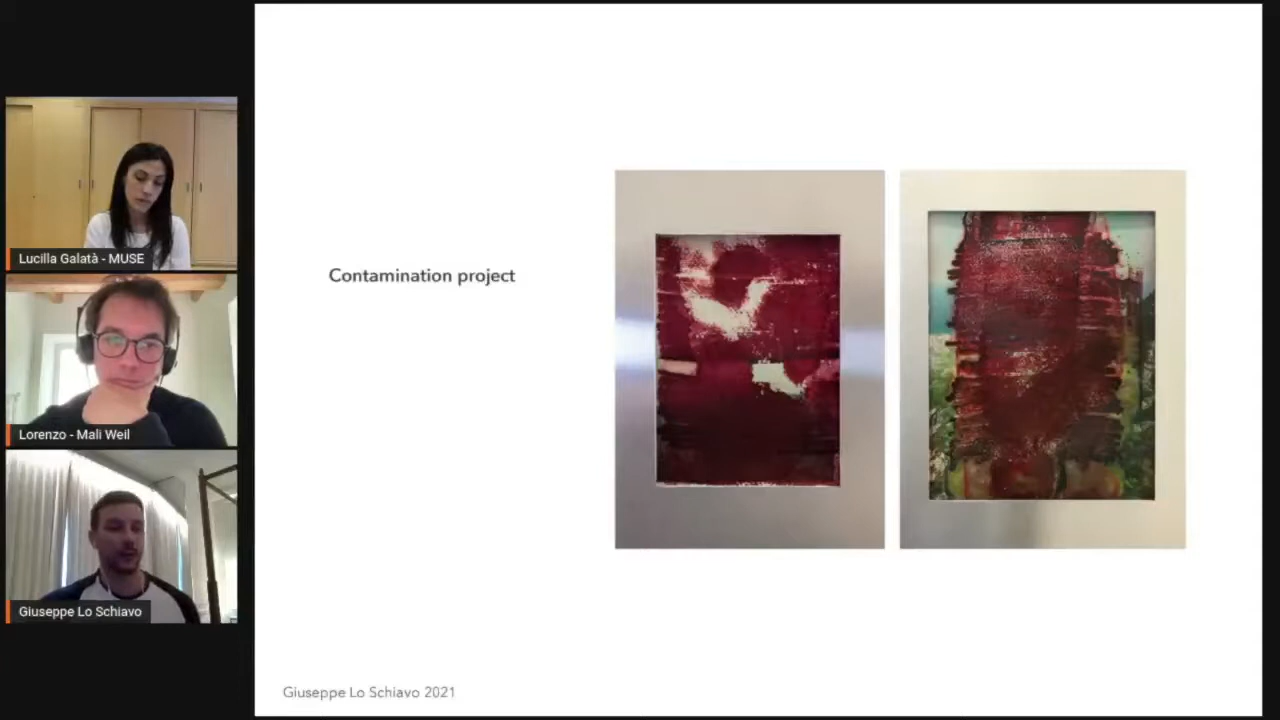 Lucilla Galatà - MUSE
Lorenzo - Mali Weil
Giuseppe Lo Schiavo
Contamination project
Giuseppe Lo Schiavo 2021